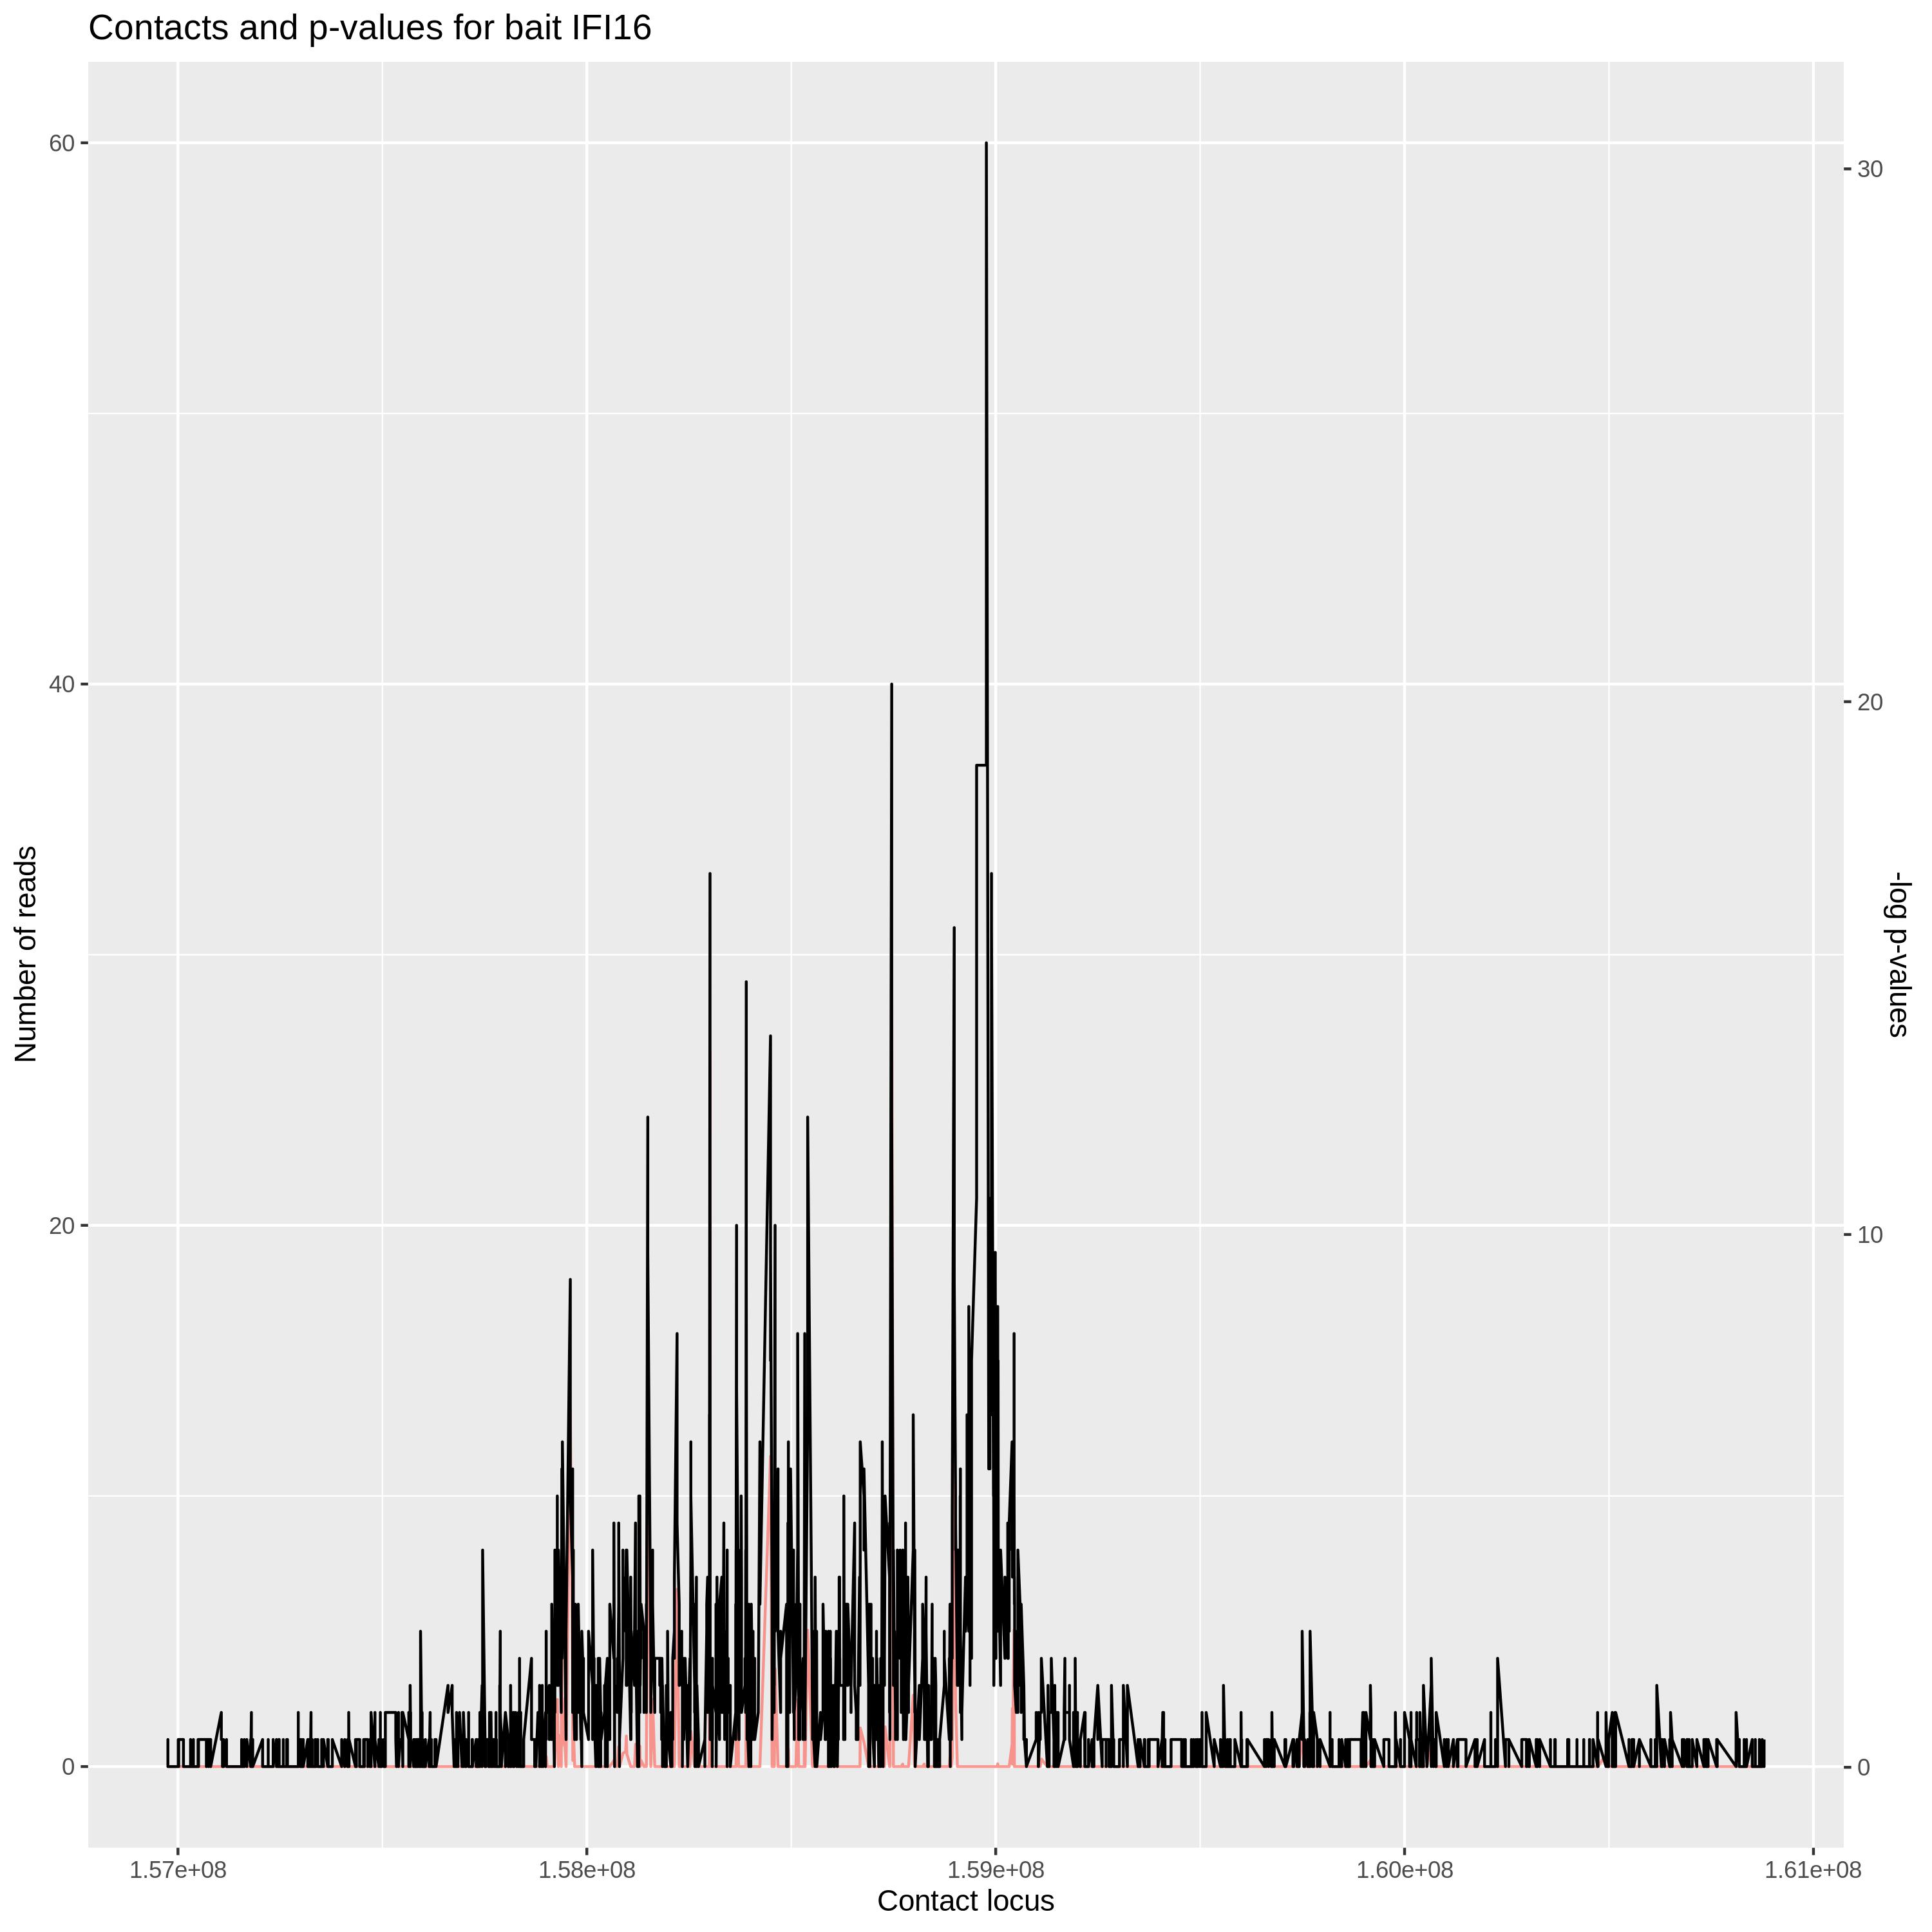 Contacts and p-values for bait IFI16
60
40
20
0
30
20
10
0
Number of reads
-log p-values
1.57e+08 1.58e+08 1.59e+08 1.60e+08 1.61e+08
Contact locus